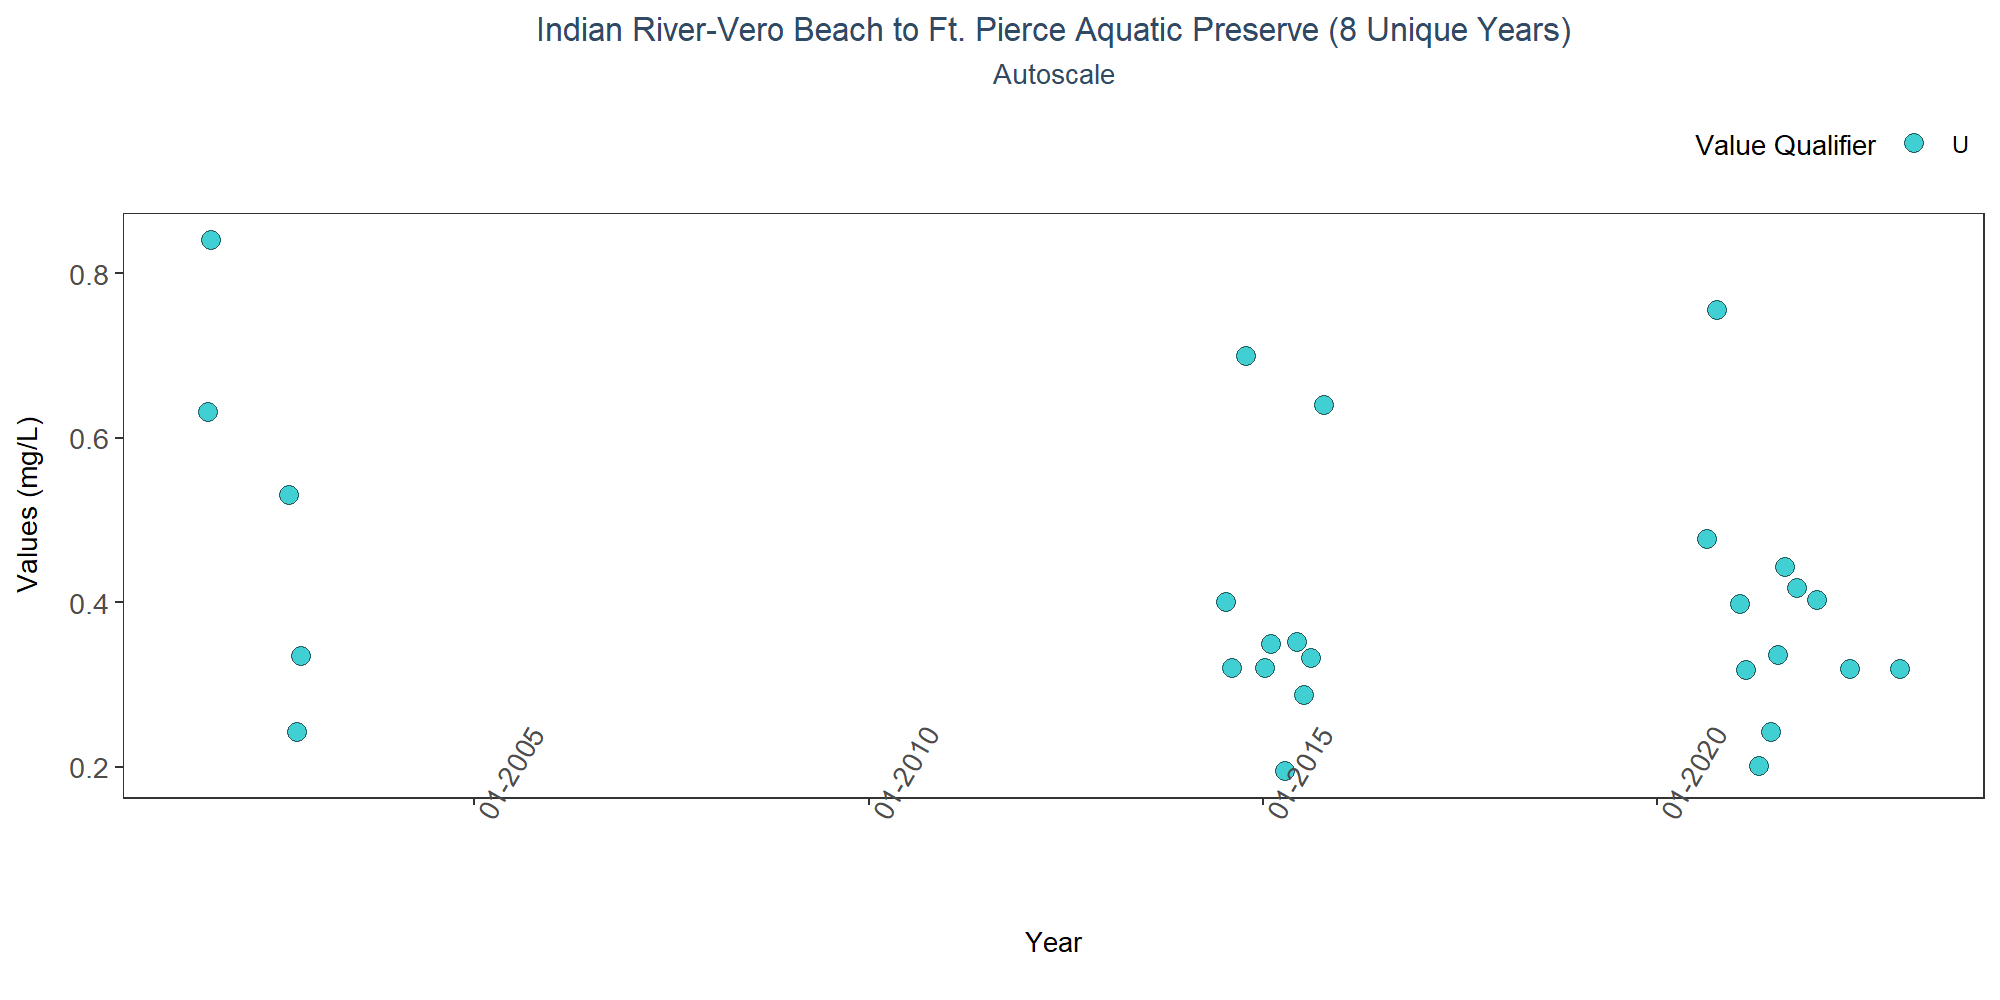 Indian River-Vero Beach to Ft. Pierce Aquatic Preserve (8 Unique Years)
Autoscale
Value Qualifier U
Values (mg/L)
0.8
0.6
0.4
0.2
01-2005
01-2010
01-2015
01-2020
Year